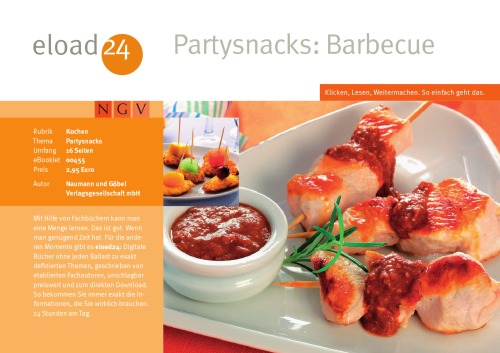 eload24
Partysnacks: Barbecue
Klicken, Lesen, Weitermachen. So einfach geht das.
NGV
Rubrik Kochen
Thema Partysnacks
Umfang 16 Seiten
eBooklet 00455
Preis 2,95 Euro
Autor Naumann und Göbel
Verlagsgesellschaft mbH
Mit Hilfe von Fachbüchern kann man
eine Menge lernen. Das ist gut. Wenn
man genügend Zeit hat. Für die ande-
ren Momente gibt es eload24: Digitale
Bücher ohne jeden Ballast zu exakt
definierten Themen, geschrieben von
etablierten Fachautoren, unschlagbar
preiswert und zum direkten Download.
So bekommen Sie immer exakt die In-
formationen, die Sie wirklich brauchen.
24 Stunden am Tag.